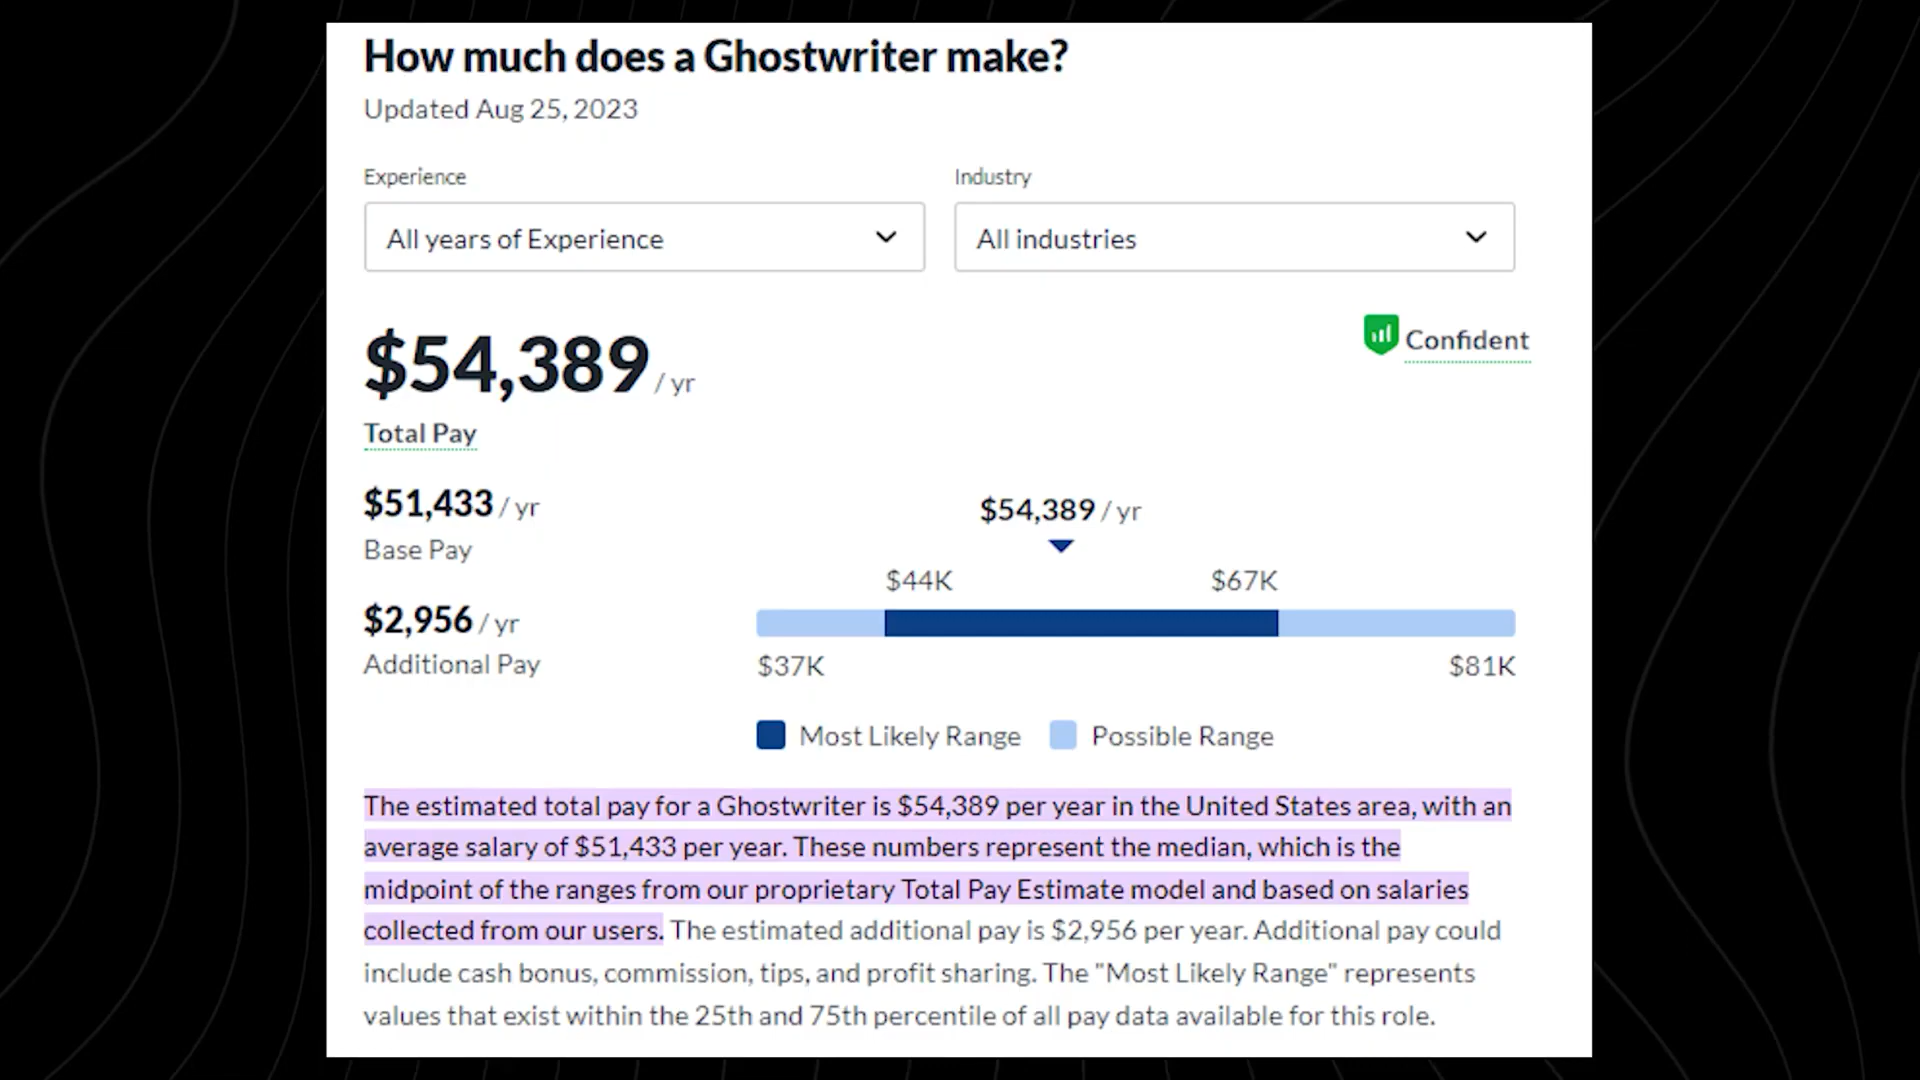 How much does a Ghostwriter make?
Updated Aug 25, 2023
Experience
Industry
All years of Experience
All industries
Confident
$54,389 / yr
Total Pay
$51,433 / yr
Base Pay
$2,956 / yr
Additional Pay
$54,389 / yr
$44K
$67K
$37K
$81K
Most Likely Range
Possible Range
The estimated total pay for a Ghostwriter is $54,389 per year in the United States area, with an
average salary of $51,433 per year. These numbers represent the median, which is the
midpoint of the ranges from our proprietary Total Pay Estimate model and based on salaries
collected from our users. The estimated additional pay is $2,956 per year. Additional pay could
include cash bonus, commission, tips, and profit sharing. The "Most Likely Range" represents
values that exist within the 25th and 75th percentile of all pay data available for this role.